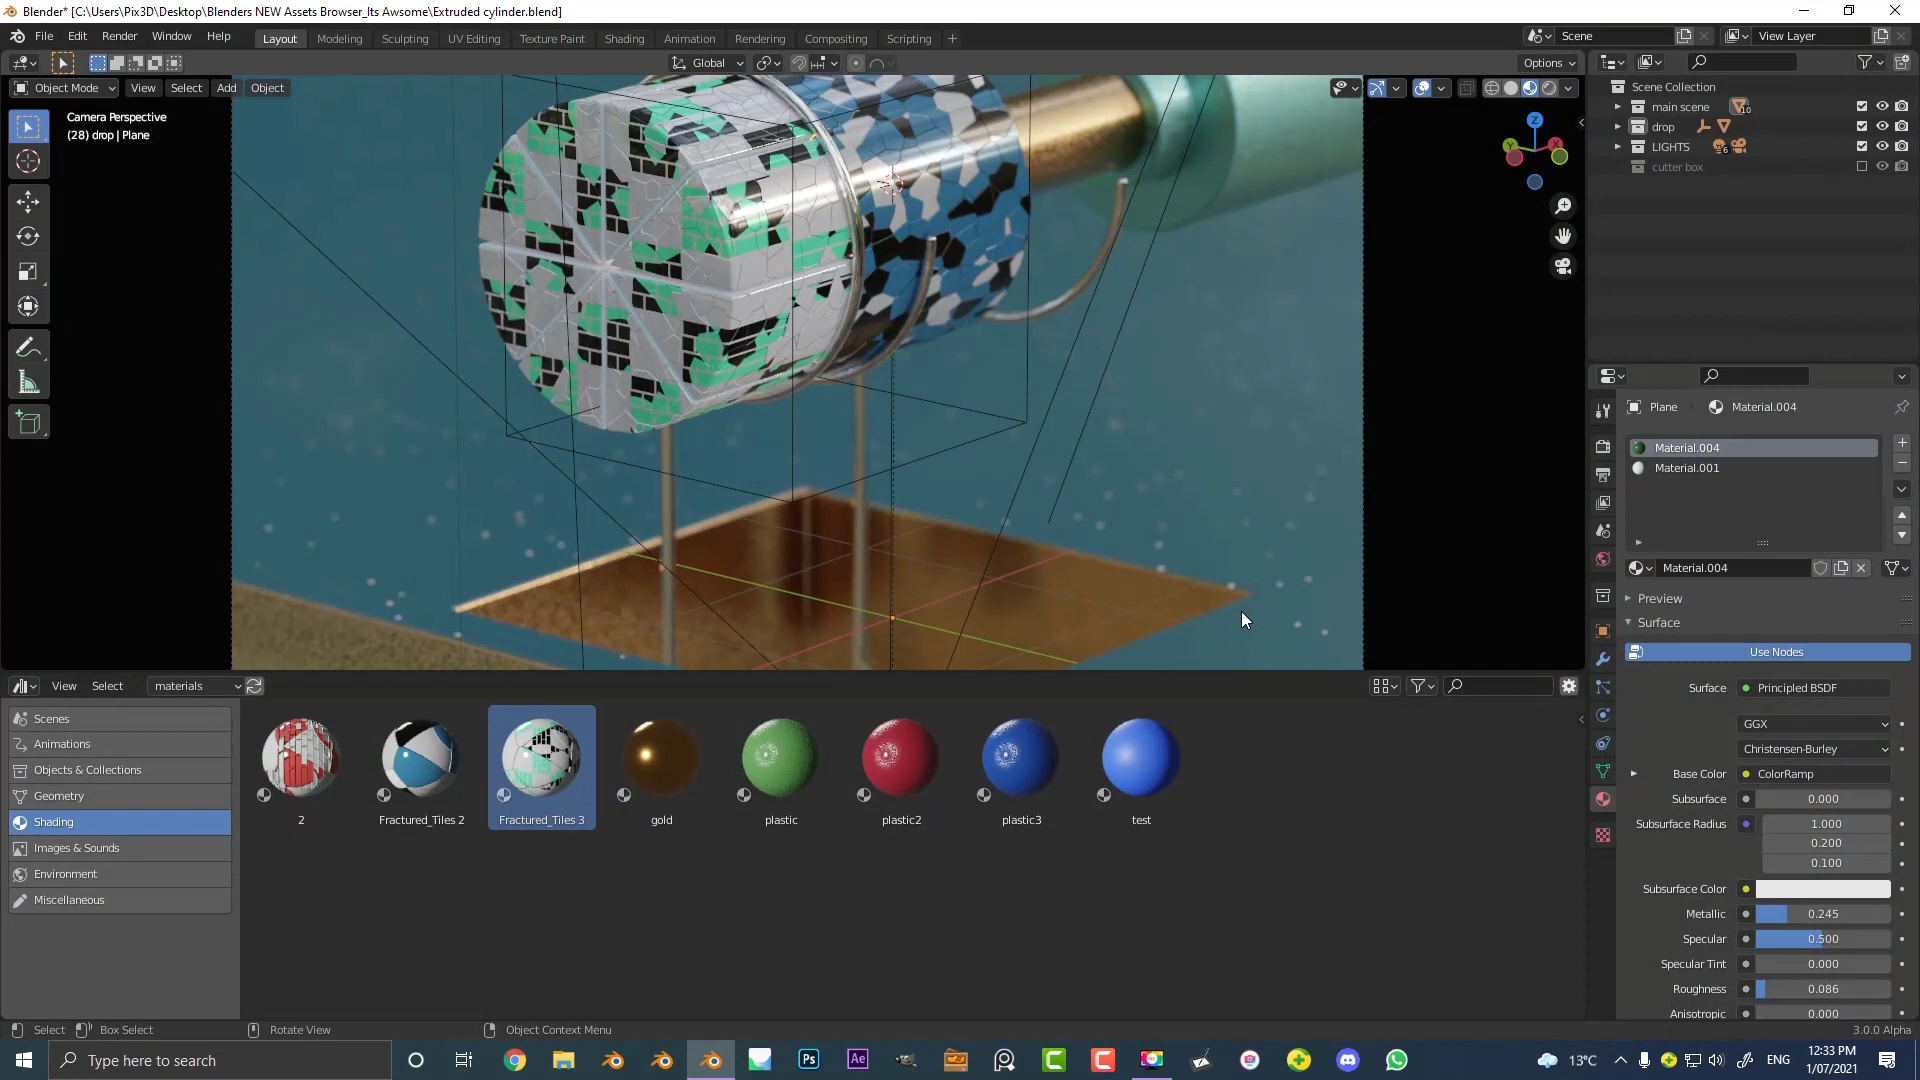 Blender* [C:\Users\Pix3D\Desktop\Blenders NEW Assets Browser_Its Awsome\Extruded cylinder.blend]
File Edit Render Window Help
Layout Modeling Sculpting UV Editing Texture Paint Shading Animation Rendering Compositing Scripting +
Scene
View Layer
Global
Options
Object Mode View Select Add Object
Camera Perspective
(28) drop | Plane
Z
Y
X
Scene Collection
main scene
10
drop
LIGHTS
6
cutter box
Plane
Material.004
Material.004
Material.001
Material.004
Preview
Surface
Use Nodes
Surface
Principled BSDF
GGX
Christensen-Burley
Base Color
ColorRamp
Subsurface
0.000
Subsurface Radius
1.000
0.200
0.100
Subsurface Color
Metallic
0.245
Specular
0.500
Specular Tint
0.000
Roughness
0.086
Anisotropic
0.000
View Select
materials
Scenes
Animations
Objects & Collections
Geometry
Shading
Images & Sounds
Environment
Miscellaneous
2
Fractured_Tiles 2
Fractured_Tiles 3
gold
plastic
plastic2
plastic3
test
Select
Box Select
Rotate View
Object Context Menu
3.0.0 Alpha
Type here to search
Ps
Ae
13°C
ENG
12:33 PM
1/07/2021